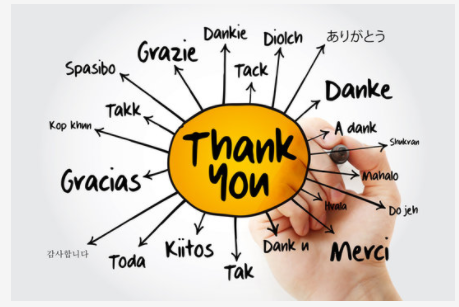 Dankie
Diolch
ありがとう
Grazie
Tack
Spasibo
Danke
Takk
A dank
Kop khun
Shukran
Thank
You
Mahalo
Gracias
Hvala
Do jeh
감사합니다
Toda
Kiitos
Tak
Dank u
Merci